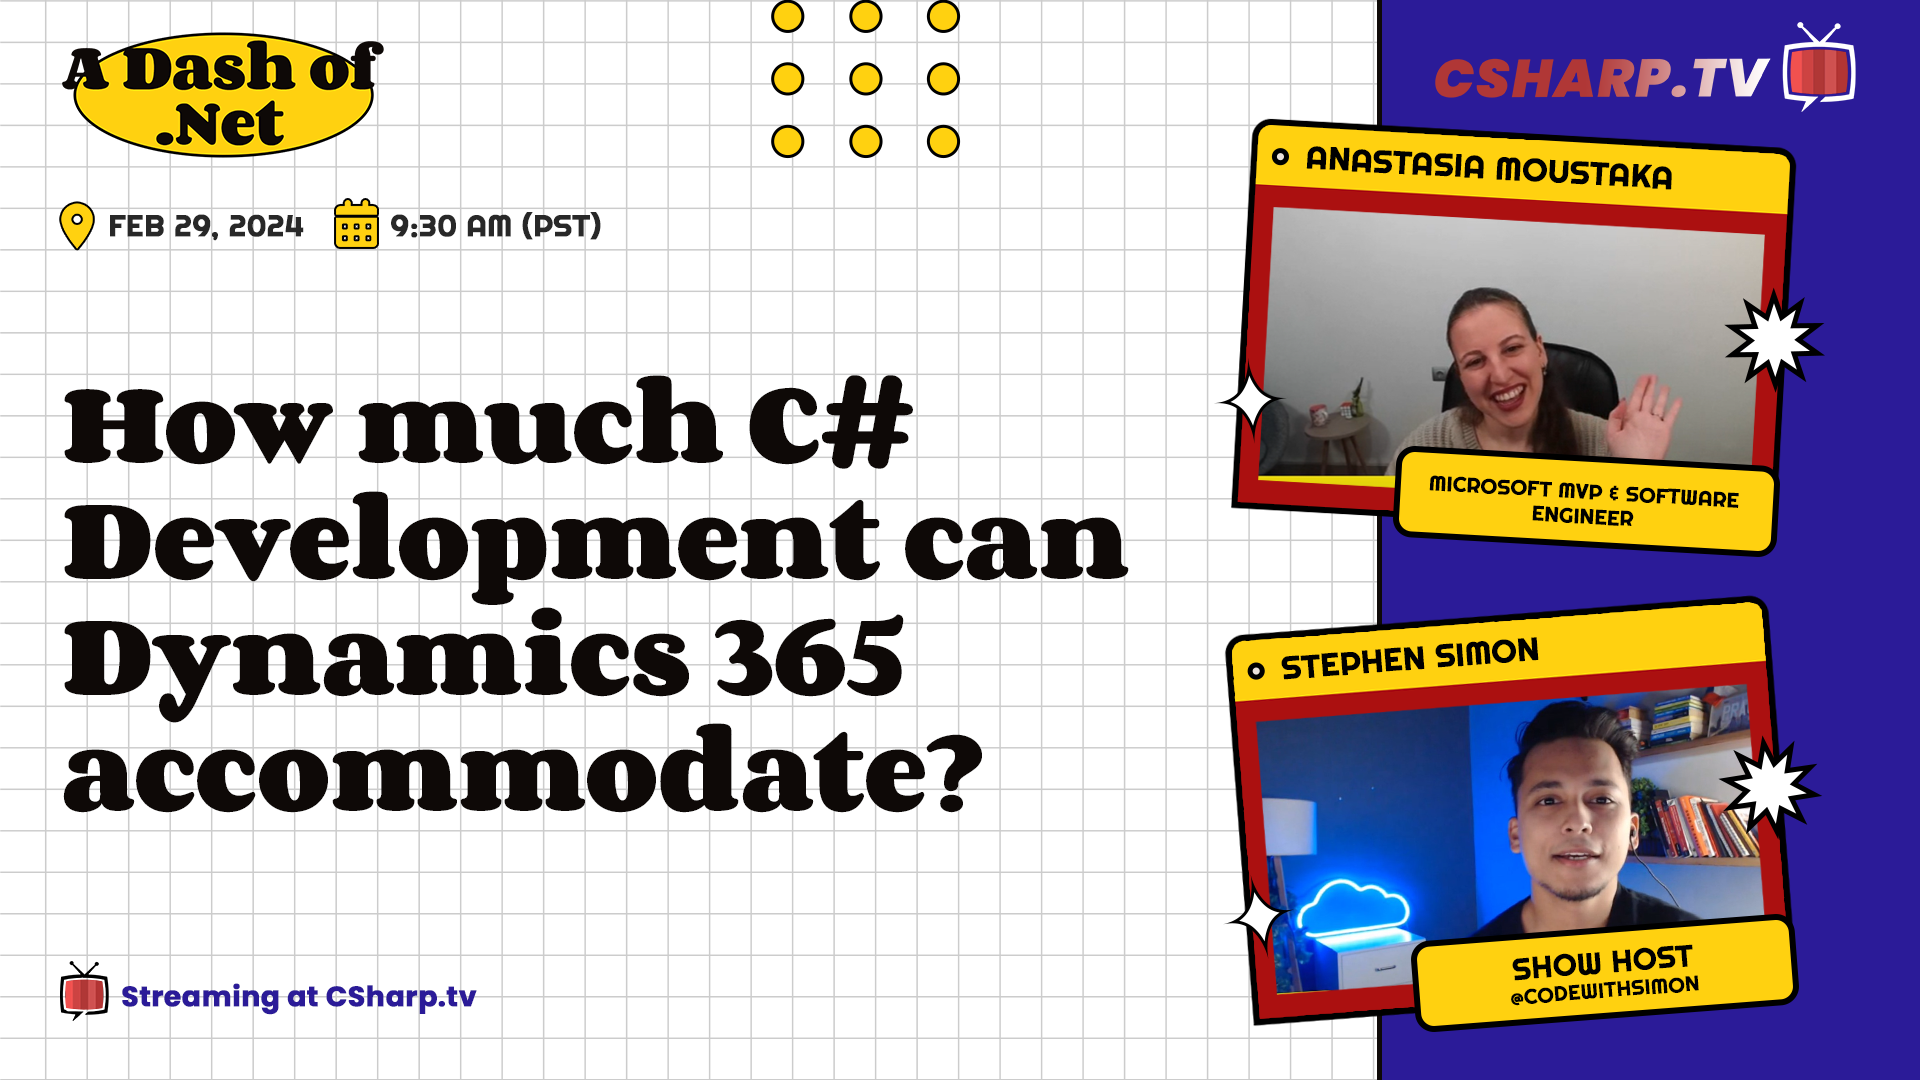 A Dash of
.Net
FEB 29, 2024
9:30 AM (PST)
How much C#
Development can
Dynamics 365
accommodate?
Streaming at CSharp.tv
CSHARP.TV
ANASTASIA MOUSTAKA
MICROSOFT MVP & SOFTWARE
ENGINEER
STEPHEN SIMON
SHOW HOST
@CODEWITHSIMON